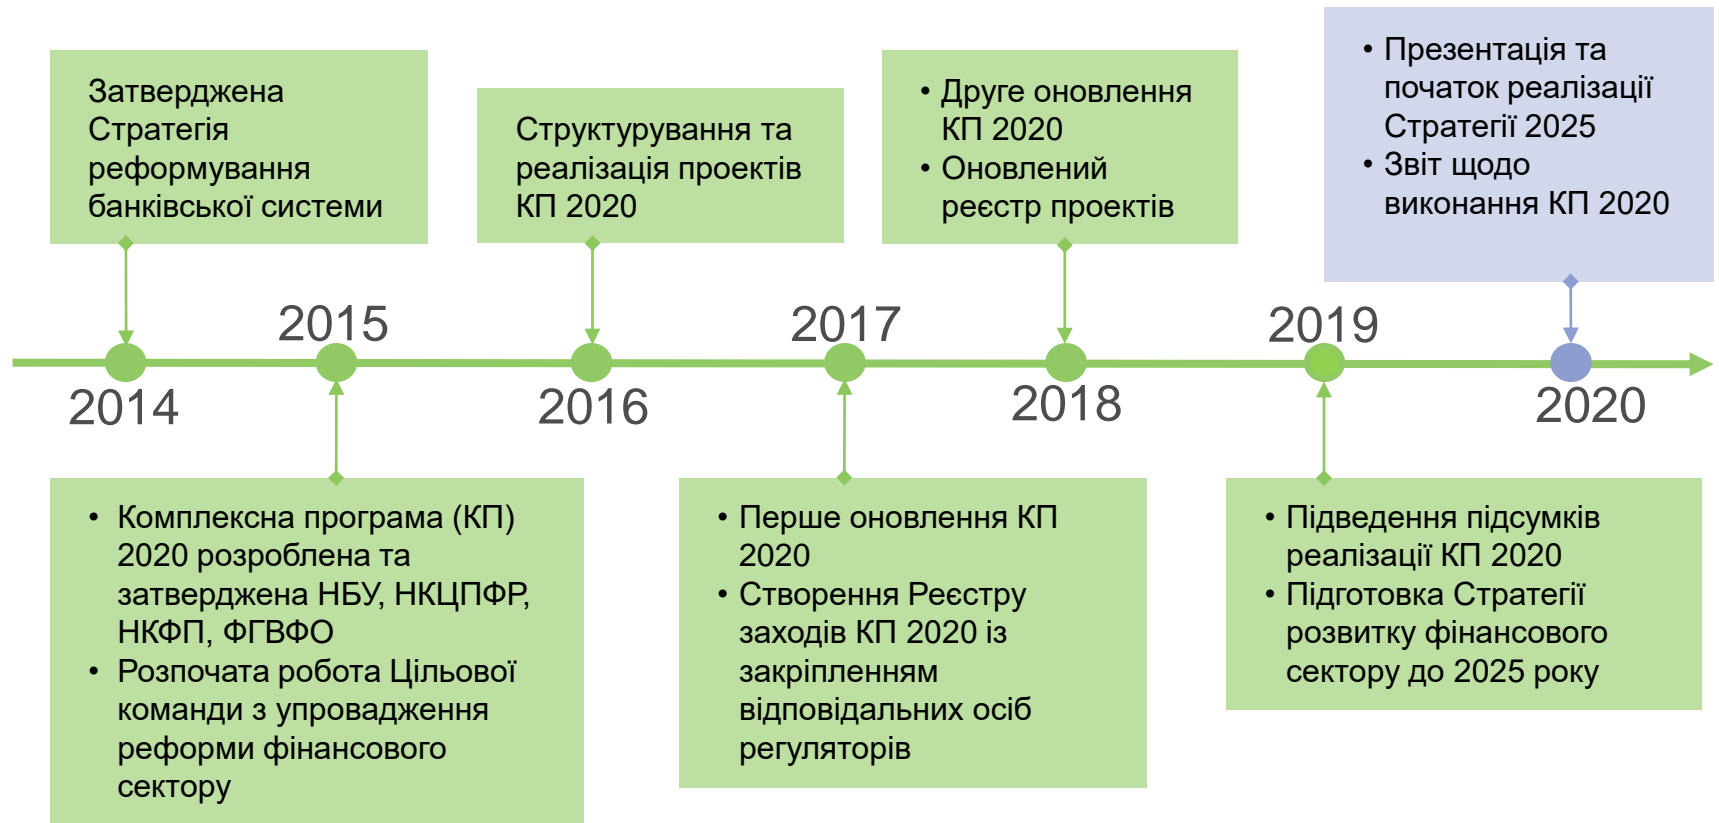 Затверджена
Стратегія
реформування
банківської системи
Структурування та
реалізація проектів
КП 2020
• Друге оновлення
КП 2020
• Оновлений
реєстр проектів
• Презентація та
початок реалізації
Стратегії 2025
• Звіт щодо
виконання КП 2020
2015
2017
2019
2014
2016
2018
2020
• Комплексна програма (КП)
2020 розроблена та
затверджена НБУ, НКЦПФР,
НКФП, ФГВФО
• Розпочата робота Цільової
команди з упровадження
реформи фінансового
сектору
• Перше оновлення КП
2020
• Створення Реєстру
заходів КП 2020 із
закріпленням
відповідальних осіб
регуляторів
• Підведення підсумків
реалізації КП 2020
• Підготовка Стратегії
розвитку фінансового
сектору до 2025 року